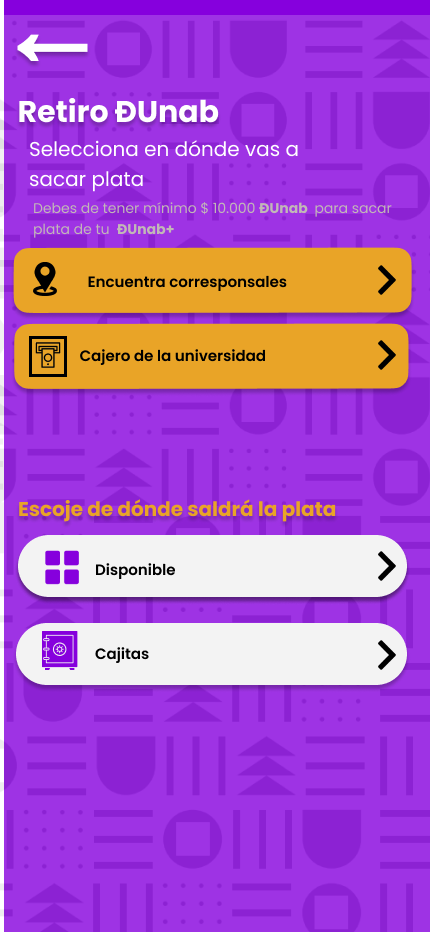 Retiro ĐUnab
Selecciona en dónde vas a
sacar plata
Debes de tener mínimo $ 10.000 ĐUnab para sacar
plata de tu ĐUnab+
Encuentra corresponsales
Cajero de la universidad
Escoje de dónde saldrá la plata
Disponible
Cajitas